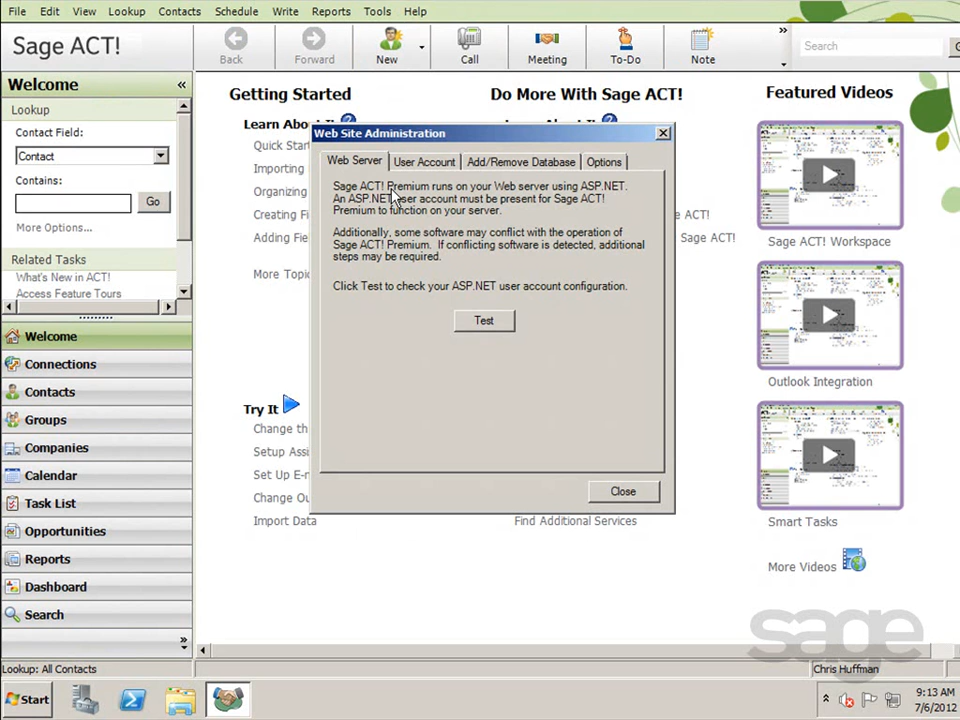 File Edit View Lookup Contacts Schedule Write Reports Tools Help
Sage ACT!
Back
Forward
New
Call
Meeting
To-Do
Note
Search
Welcome
Lookup
Contact Field:
Contact
Contains:
Go
More Options...
Related Tasks
What's New in ACT!
Access Feature Tours
Welcome
Connections
Contacts
Groups
Companies
Calendar
Task List
Opportunities
Reports
Dashboard
Search
Getting Started
Do More With Sage ACT!
Featured Videos
Learn About It
Quick Star
Importing
Organizing
Creating Fi
Adding Fie
More Topi
ACT!
Sage ACT!
Try It
Change th
Setup Assi
Set Up E-m
Change Ou
Import Data
Find Additional Services
Web Site Administration
Web Server
User Account
Add/Remove Database
Options
Sage ACT! Premium runs on your Web server using ASP.NET.
An ASP.NET user account must be present for Sage ACT!
Premium to function on your server.
Additionally, some software may conflict with the operation of
Sage ACT! Premium. If conflicting software is detected, additional
steps may be required.
Click Test to check your ASP.NET user account configuration.
Test
Close
Sage ACT! Workspace
Outlook Integration
Smart Tasks
More Videos
sage
Lookup: All Contacts
Chris Huffman
Start
9:13 AM
7/6/2012